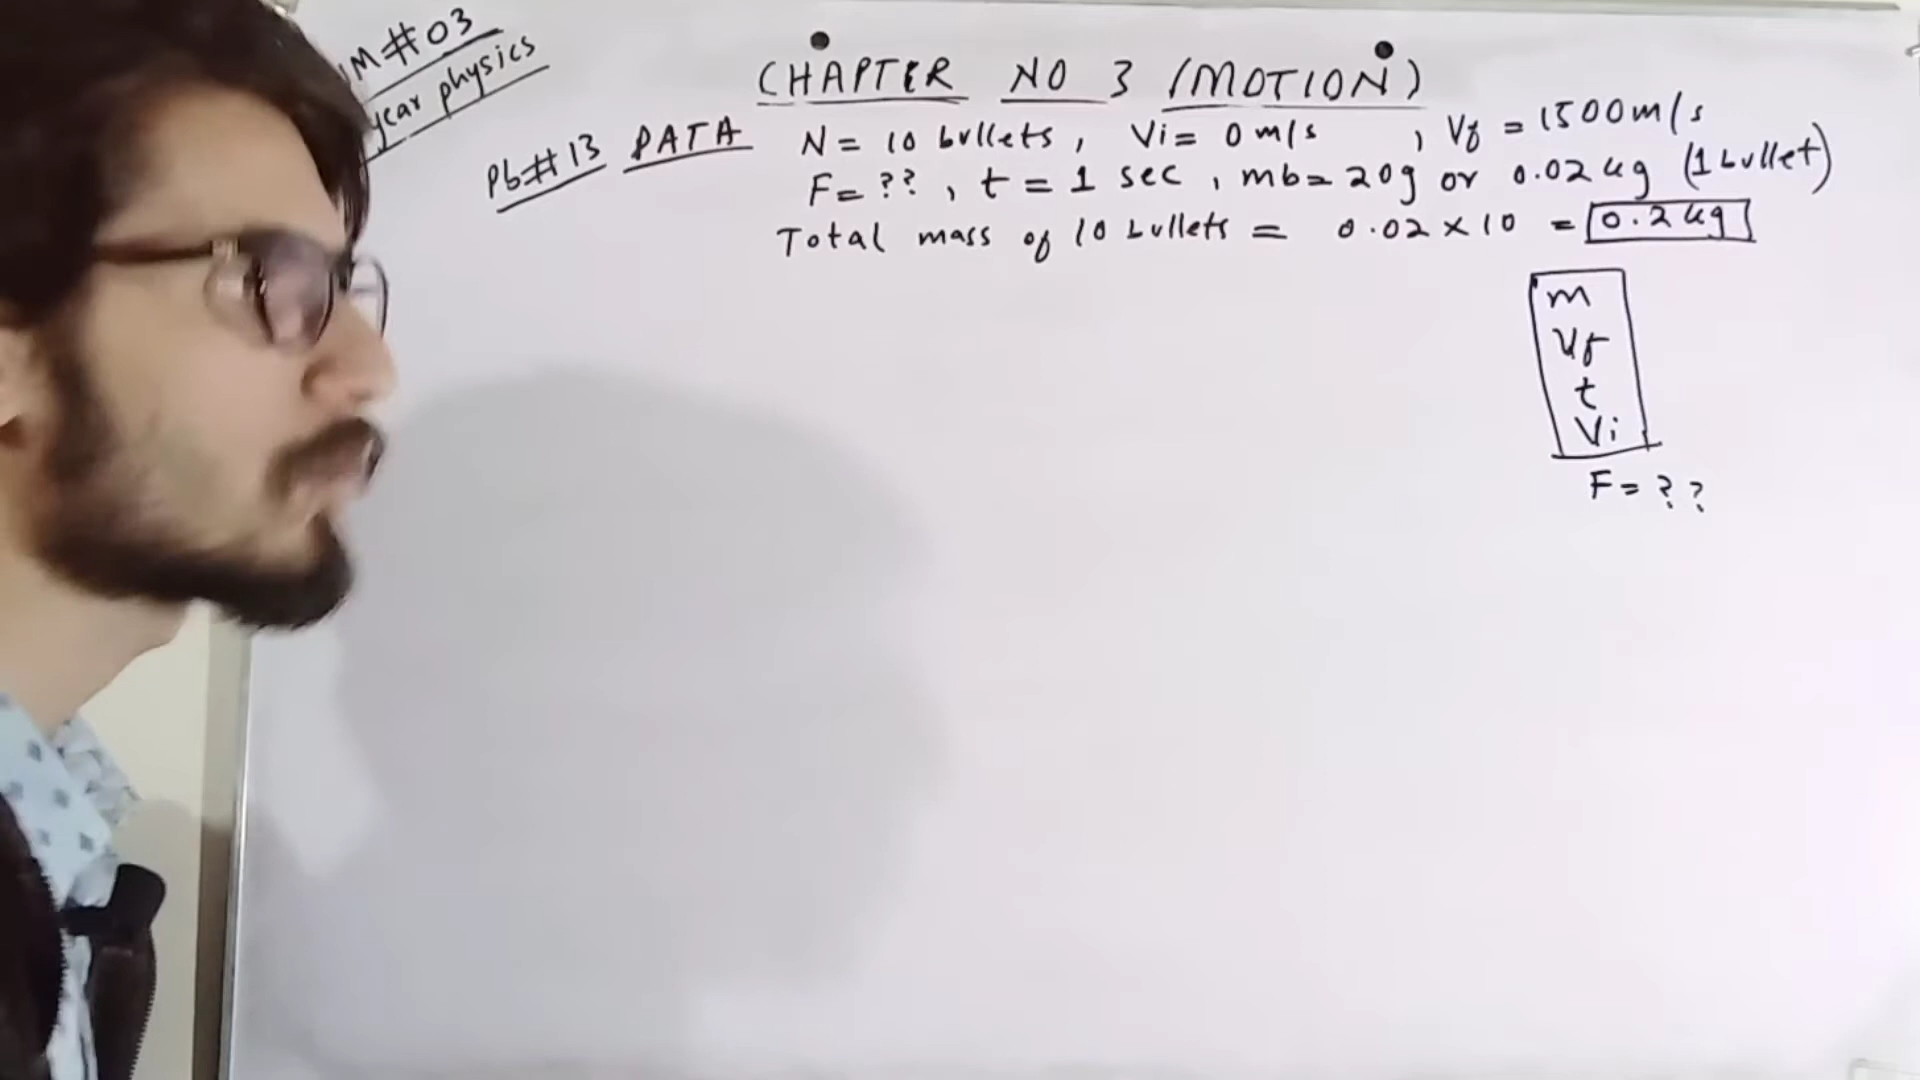 M#03
year physics
CHAPTER NO 3 (MOTION)
Pb#13 DATA N = 10 bullets, Vi = 0 m/s , Vf = 1500 m/s
F = ??, t = 1 sec, mb = 20g or 0.02 kg (1 bullet)
Total mass of 10 bullets = 0.02 × 10 = 0.2 kg
m
Vf
t
Vi
F = ??